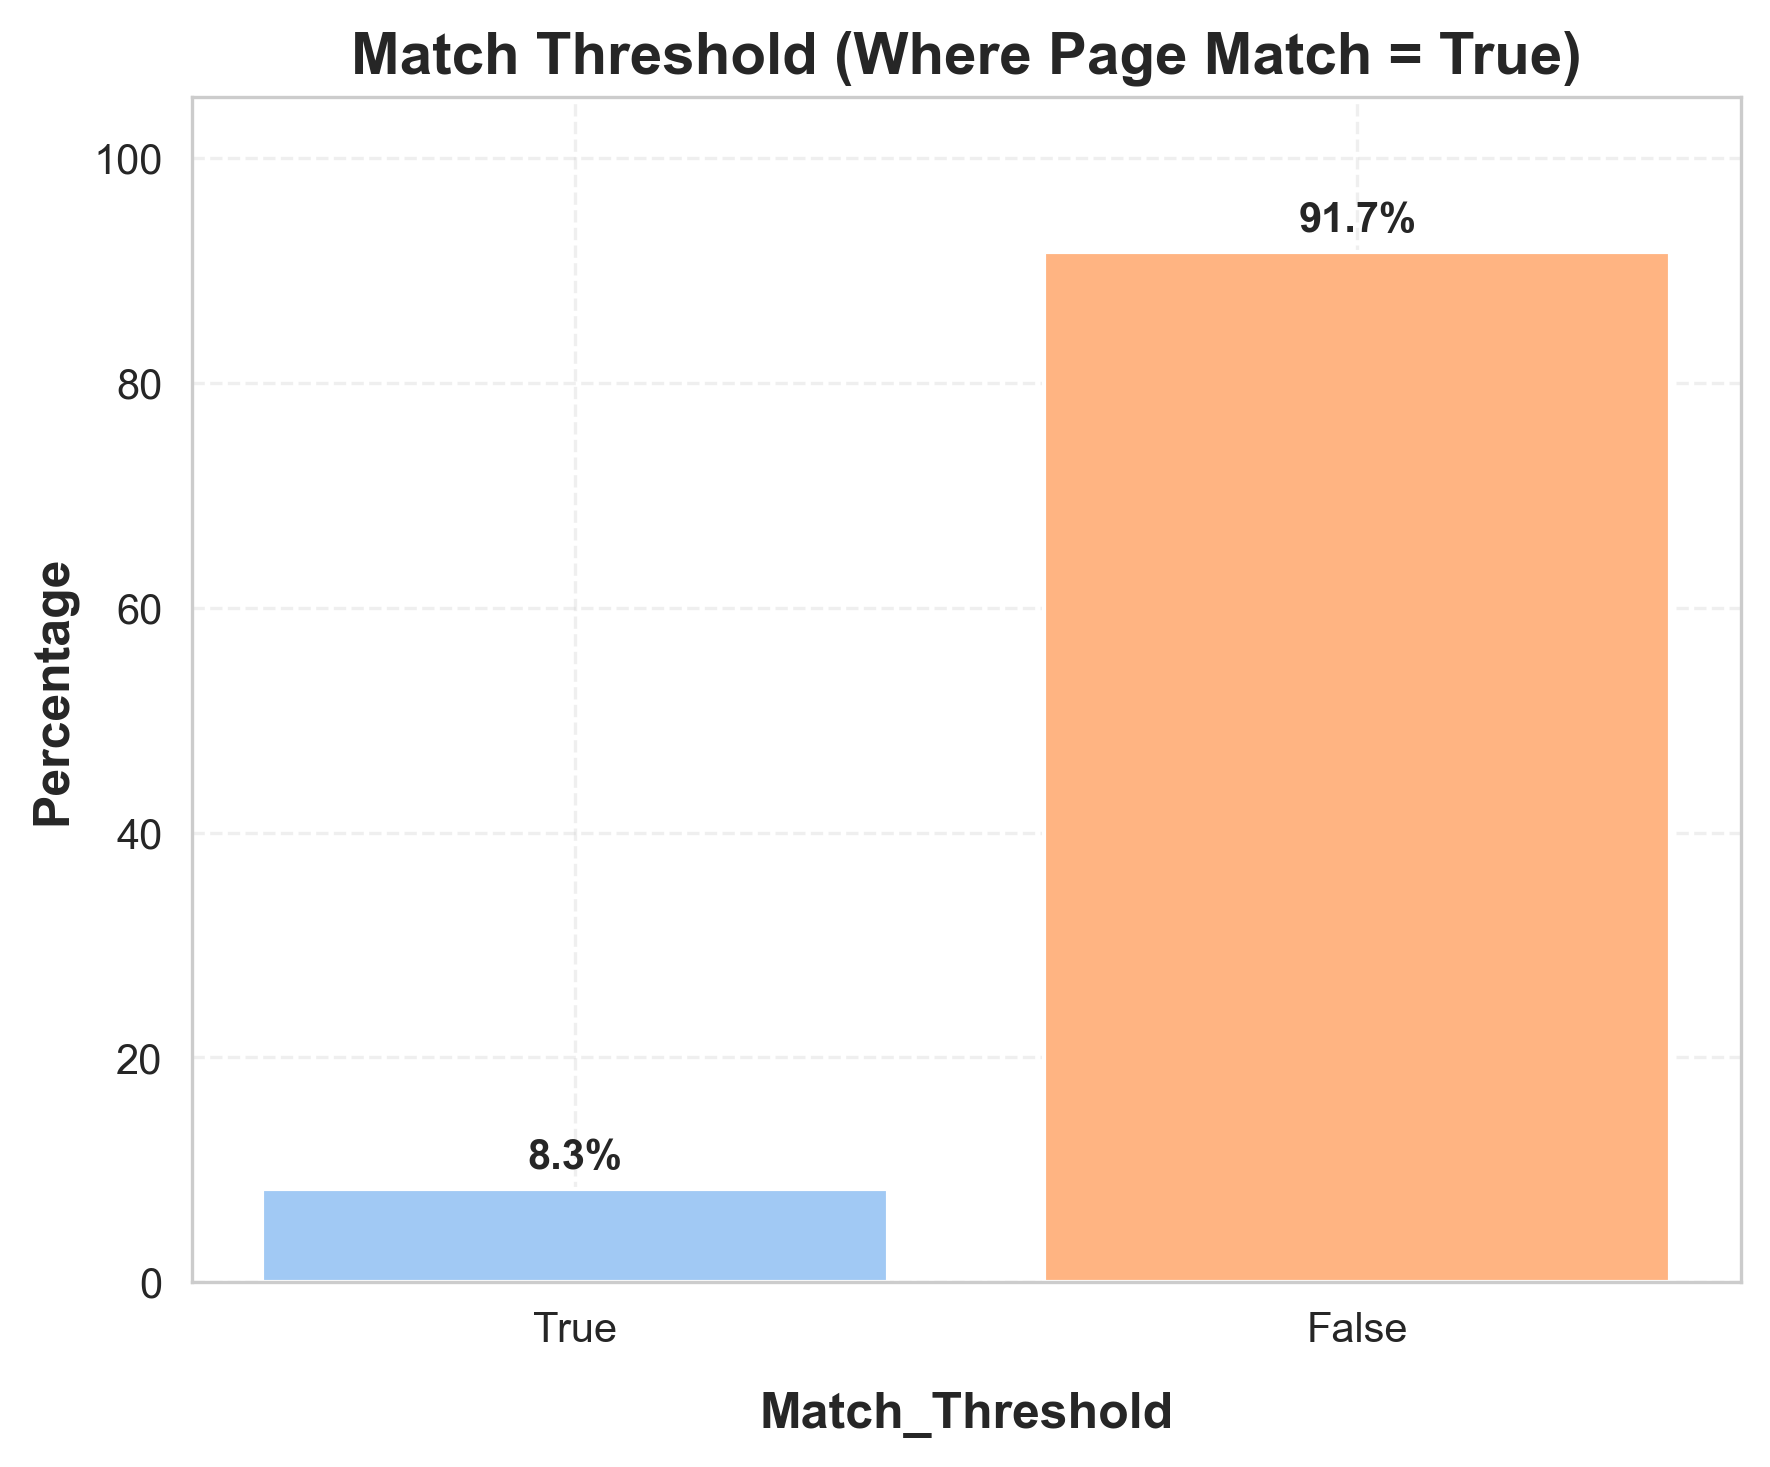 Match Threshold (Where Page Match = True)
100
80
60
40
20
0
Percentage
91.7%
8.3%
True
False
Match_Threshold